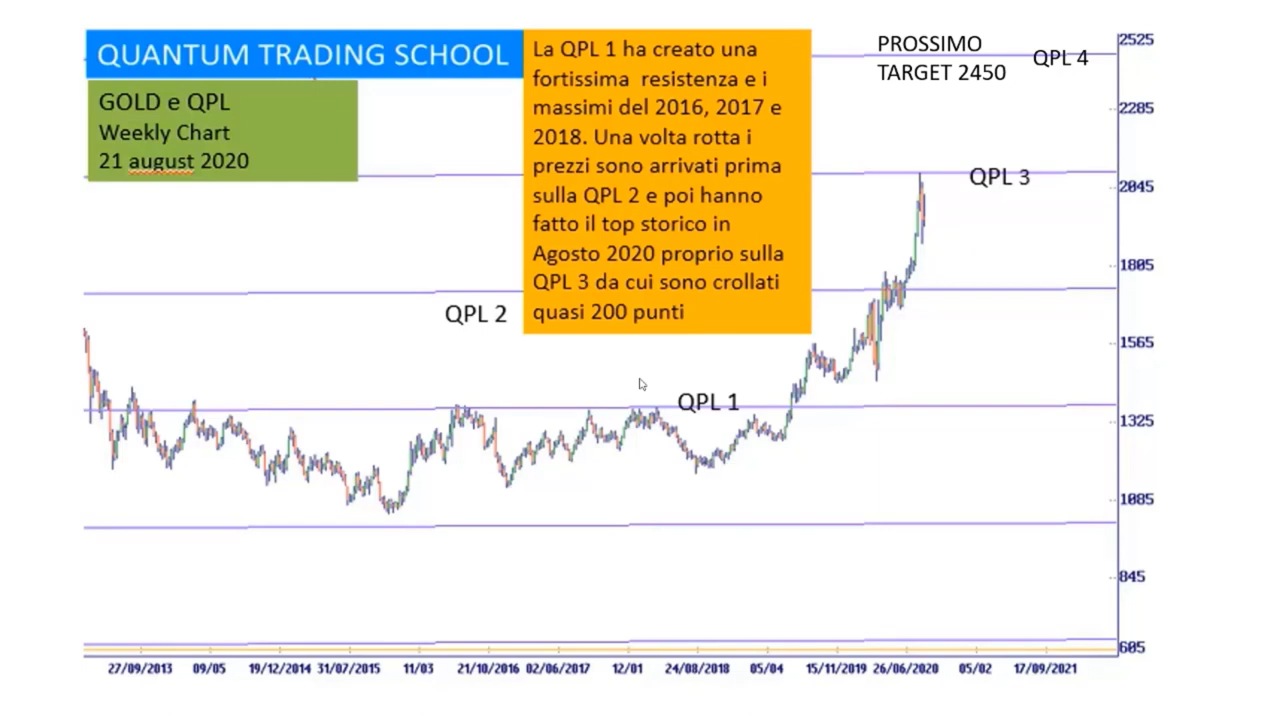 QUANTUM TRADING SCHOOL
GOLD e QPL
Weekly Chart
21 august 2020
La QPL 1 ha creato una
fortissima resistenza e i
massimi del 2016, 2017 e
2018. Una volta rotta i
prezzi sono arrivati prima
sulla QPL 2 e poi hanno
fatto il top storico in
Agosto 2020 proprio sulla
QPL 3 da cui sono crollati
quasi 200 punti
PROSSIMO
TARGET 2450
QPL 4
QPL 3
QPL 2
QPL 1
2525
2285
2045
1805
1565
1325
1085
845
605
27/09/2013 09/05 19/12/2014 31/07/2015 11/03 21/10/2016 02/06/2017 12/01 24/08/2018 05/04 15/11/2019 26/06/2020 05/02 17/09/2021